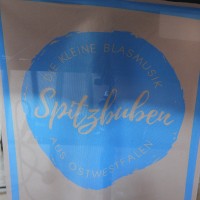 DIE KLEINE BLASMUSIK
Spitzbuben
AUS OSTWESTFALEN